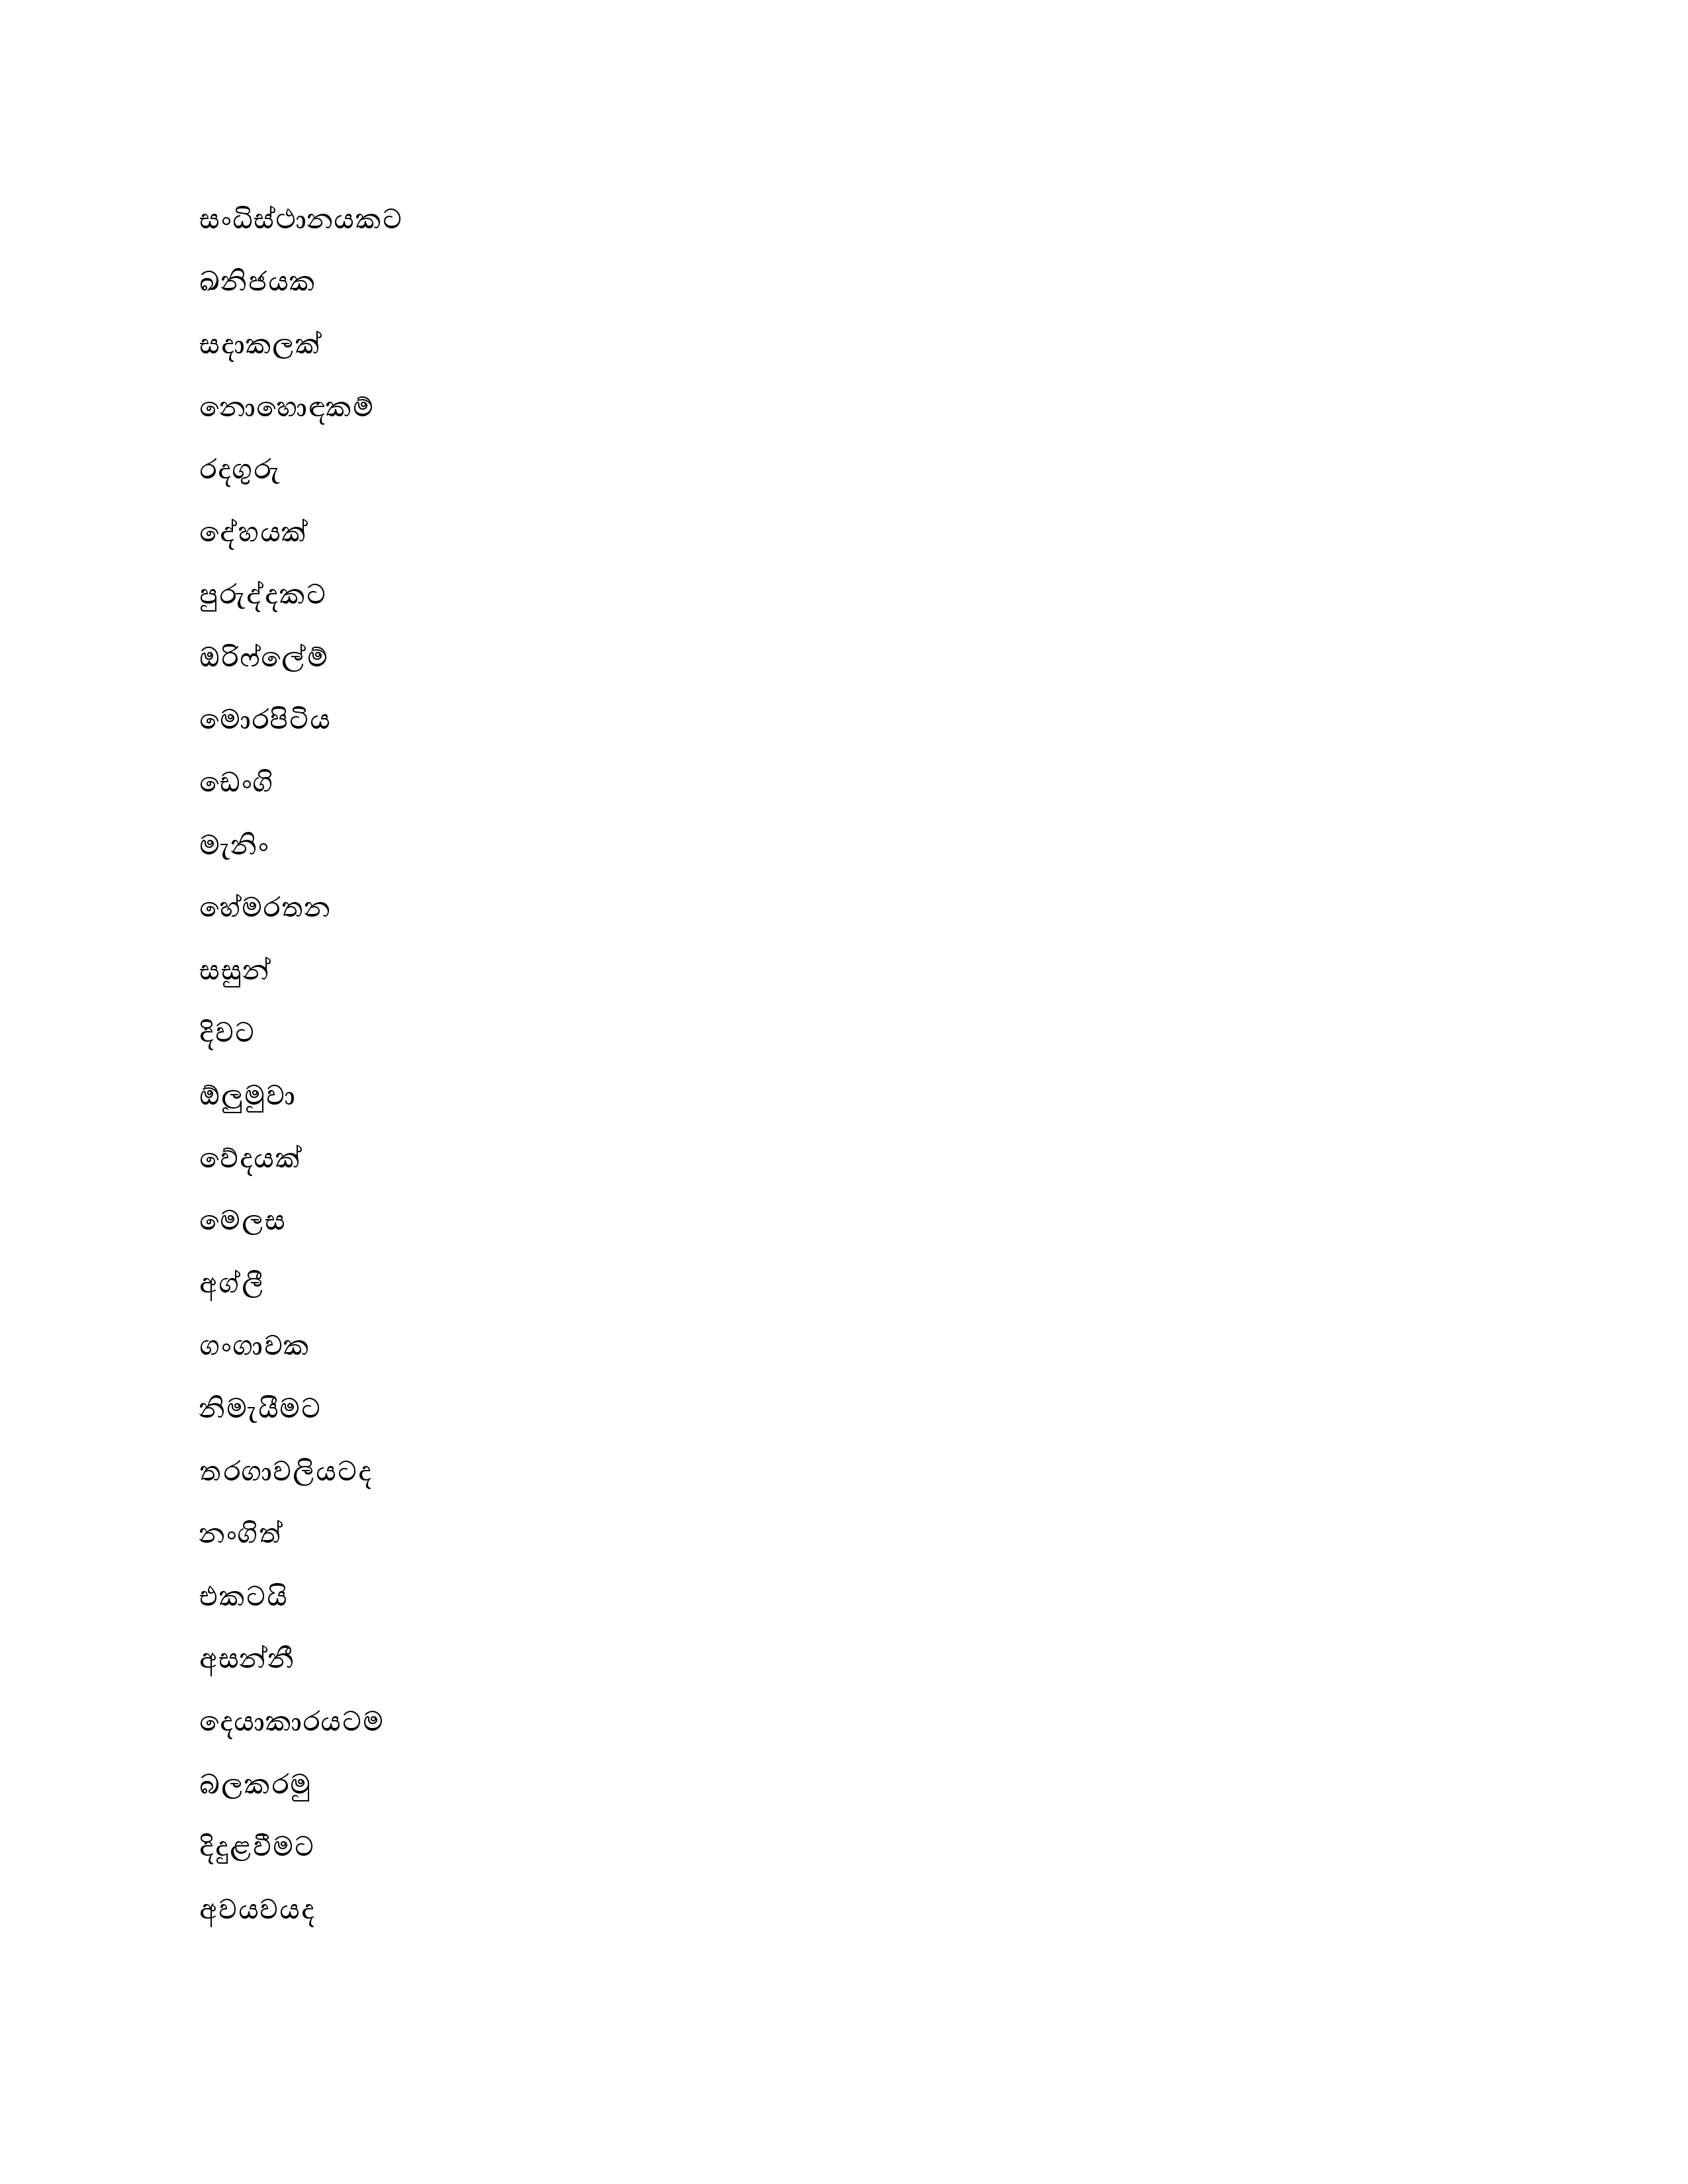 සංධිස්ථානයකට
ඛනිජයක
සදාකලක්
නොහොඳකම්
රදගුරු
දේහයක්
පුරුද්දකට
ඔරිෆ්ලේම්
මොරපිටිය
ඩෙංගි
මැනිං
හේමරතන
සසුන්
දිවට
ඕලුමුවා
වේදයක්
මෙලස
අග්ලී
ගංගාවක
නිමැයීමට
තරගාවලියටද
නංගිත්
එකටයි
අසන්නී
දෙයාකාරයටම
බලකරමු
දිදුළවීමට
අවයවයද